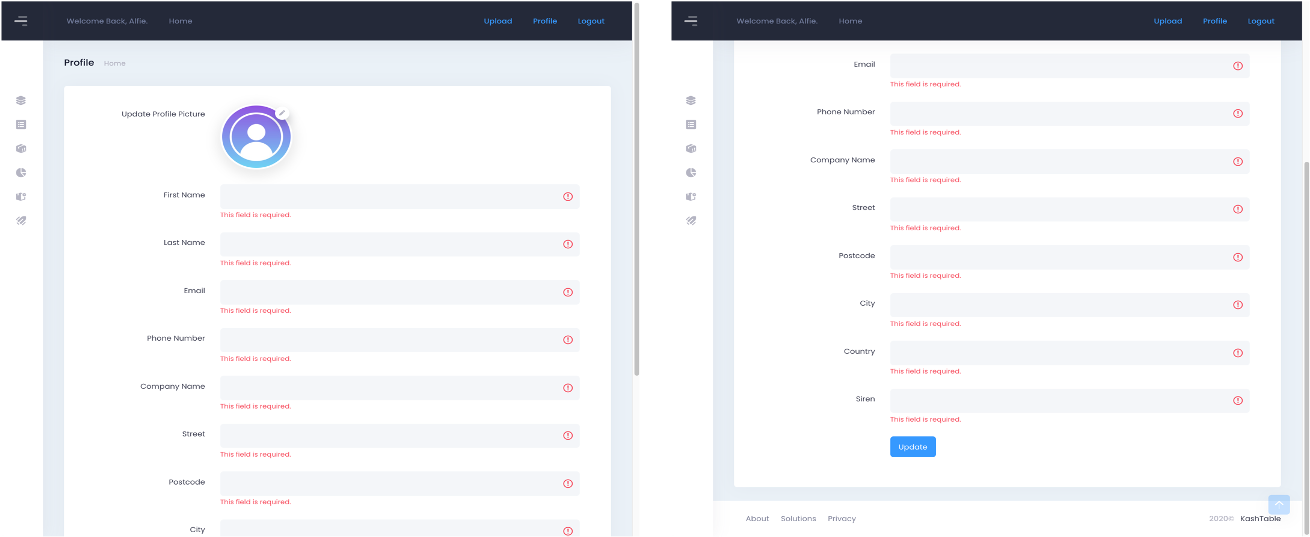 Welcome Back, Alfie. Home Upload Profile Logout
Profile Home
Update Profile Picture
First Name
This field is required.
Last Name
This field is required.
Email
This field is required.
Phone Number
This field is required.
Company Name
This field is required.
Street
This field is required.
Postcode
This field is required.
City
Welcome Back, Alfie. Home Upload Profile Logout
Email
This field is required.
Phone Number
This field is required.
Company Name
This field is required.
Street
This field is required.
Postcode
This field is required.
City
This field is required.
Country
This field is required.
Siren
This field is required.
Update
About Solutions Privacy 2020© KashTable